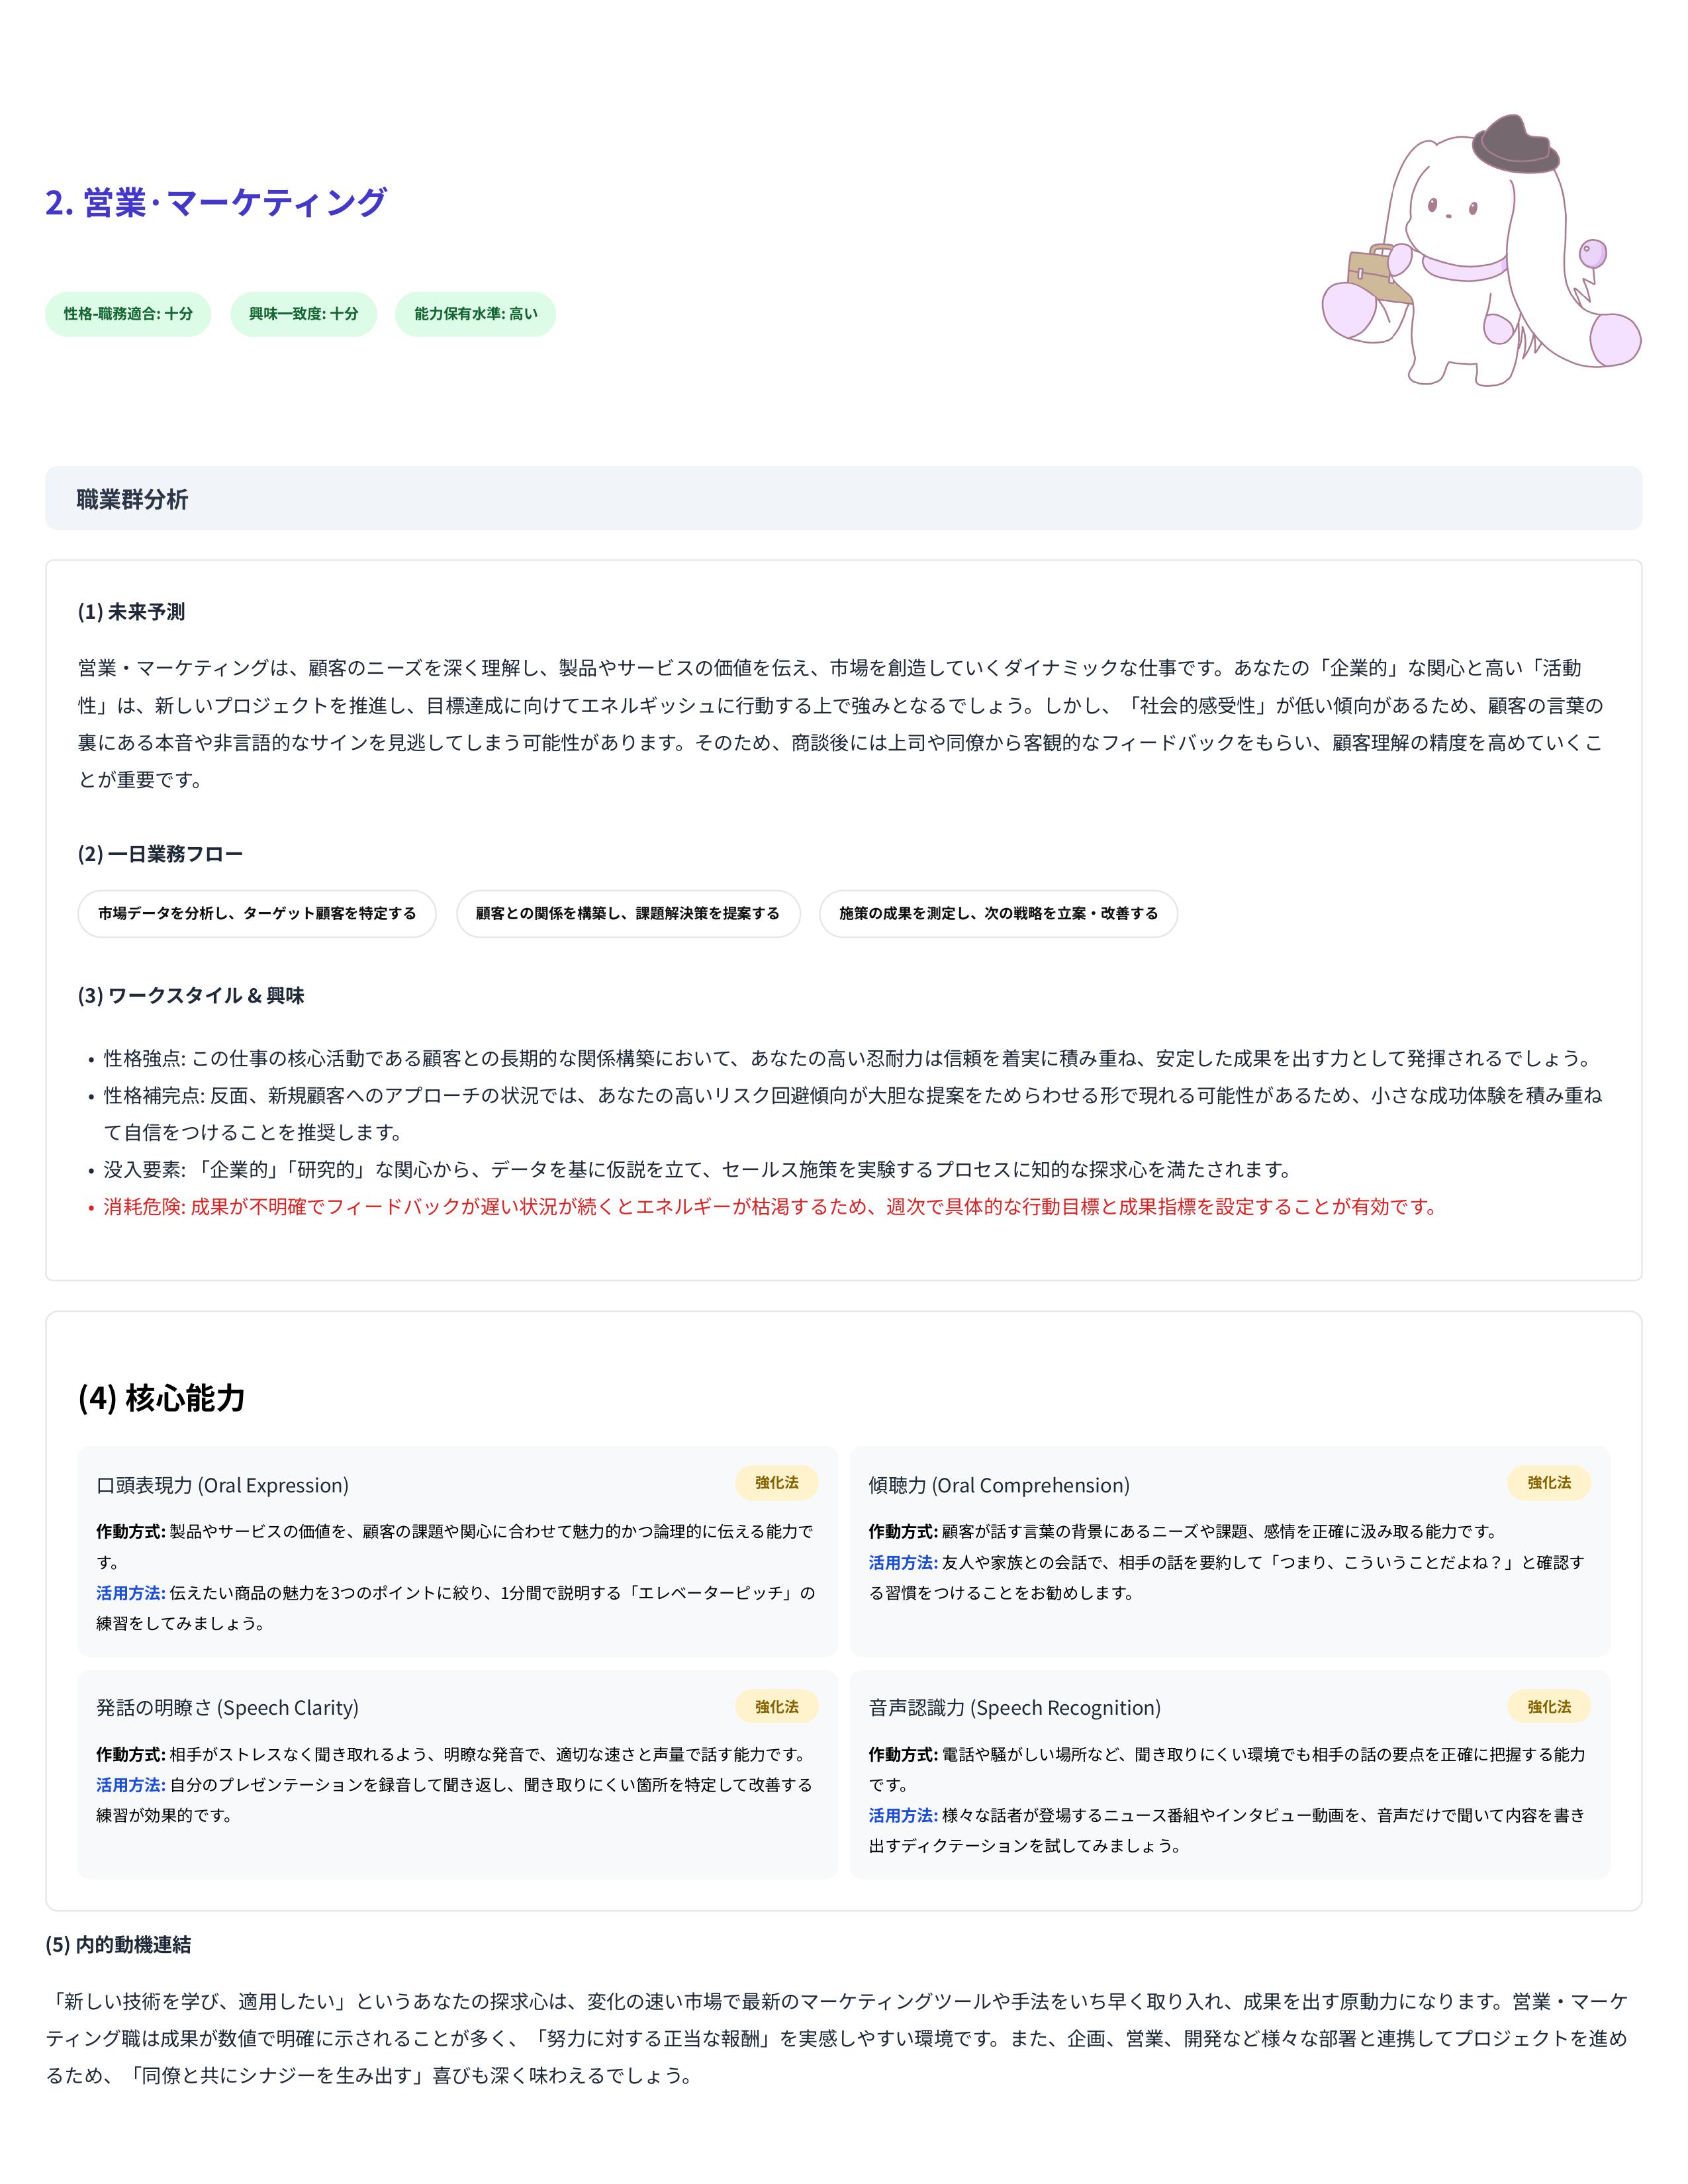 2. 営業·マーケティング
性格-職務適合: 十分
興味一致度: 十分
能力保有水準: 高い
職業群分析
(1) 未来予測
営業・マーケティングは、顧客のニーズを深く理解し、製品やサービスの価値を伝え、市場を創造していくダイナミックな仕事です。あなたの「企業的」な関心と高い「活動
性」は、新しいプロジェクトを推進し、目標達成に向けてエネルギッシュに行動する上で強みとなるでしょう。しかし、「社会的感受性」が低い傾向があるため、顧客の言葉の
裏にある本音や非言語的なサインを見逃してしまう可能性があります。そのため、商談後には上司や同僚から客観的なフィードバックをもらい、顧客理解の精度を高めていくこ
とが重要です。
(2) 一日業務フロー
市場データを分析し、ターゲット顧客を特定する
顧客との関係を構築し、課題解決策を提案する
施策の成果を測定し、次の戦略を立案・改善する
(3) ワークスタイル & 興味
• 性格強点: この仕事の核心活動である顧客との長期的な関係構築において、あなたの高い忍耐力は信頼を着実に積み重ね、安定した成果を出す力として発揮されるでしょう。
• 性格補完点: 反面、新規顧客へのアプローチの状況では、あなたの高いリスク回避傾向が大胆な提案をためらわせる形で現れる可能性があるため、小さな成功体験を積み重ね
て自信をつけることを推奨します。
• 没入要素: 「企業的」「研究的」な関心から、データを基に仮説を立て、セールス施策を実験するプロセスに知的な探求心を満たされます。
• 消耗危険: 成果が不明確でフィードバックが遅い状況が続くとエネルギーが枯渇するため、週次で具体的な行動目標と成果指標を設定することが有効です。
(4) 核心能力
口頭表現力 (Oral Expression)
強化法
作動方式: 製品やサービスの価値を、顧客の課題や関心に合わせて魅力的かつ論理的に伝える能力で
す。
活用方法: 伝えたい商品の魅力を3つのポイントに絞り、1分間で説明する「エレベーターピッチ」の
練習をしてみましょう。
傾聴力 (Oral Comprehension)
強化法
作動方式: 顧客が話す言葉の背景にあるニーズや課題、感情を正確に汲み取る能力です。
活用方法: 友人や家族との会話で、相手の話を要約して「つまり、こういうことだよね？」と確認す
る習慣をつけることをお勧めします。
発話の明瞭さ (Speech Clarity)
強化法
作動方式: 相手がストレスなく聞き取れるよう、明瞭な発音で、適切な速さと声量で話す能力です。
活用方法: 自分のプレゼンテーションを録音して聞き返し、聞き取りにくい箇所を特定して改善する
練習が効果的です。
音声認識力 (Speech Recognition)
強化法
作動方式: 電話や騒がしい場所など、聞き取りにくい環境でも相手の話の要点を正確に把握する能力
です。
活用方法: 様々な話者が登場するニュース番組やインタビュー動画を、音声だけで聞いて内容を書き
出すディクテーションを試してみましょう。
(5) 内的動機連結
「新しい技術を学び、適用したい」というあなたの探求心は、変化の速い市場で最新のマーケティングツールや手法をいち早く取り入れ、成果を出す原動力になります。営業・マーケ
ティング職は成果が数値で明確に示されることが多く、「努力に対する正当な報酬」を実感しやすい環境です。また、企画、営業、開発など様々な部署と連携してプロジェクトを進め
るため、「同僚と共にシナジーを生み出す」喜びも深く味わえるでしょう。